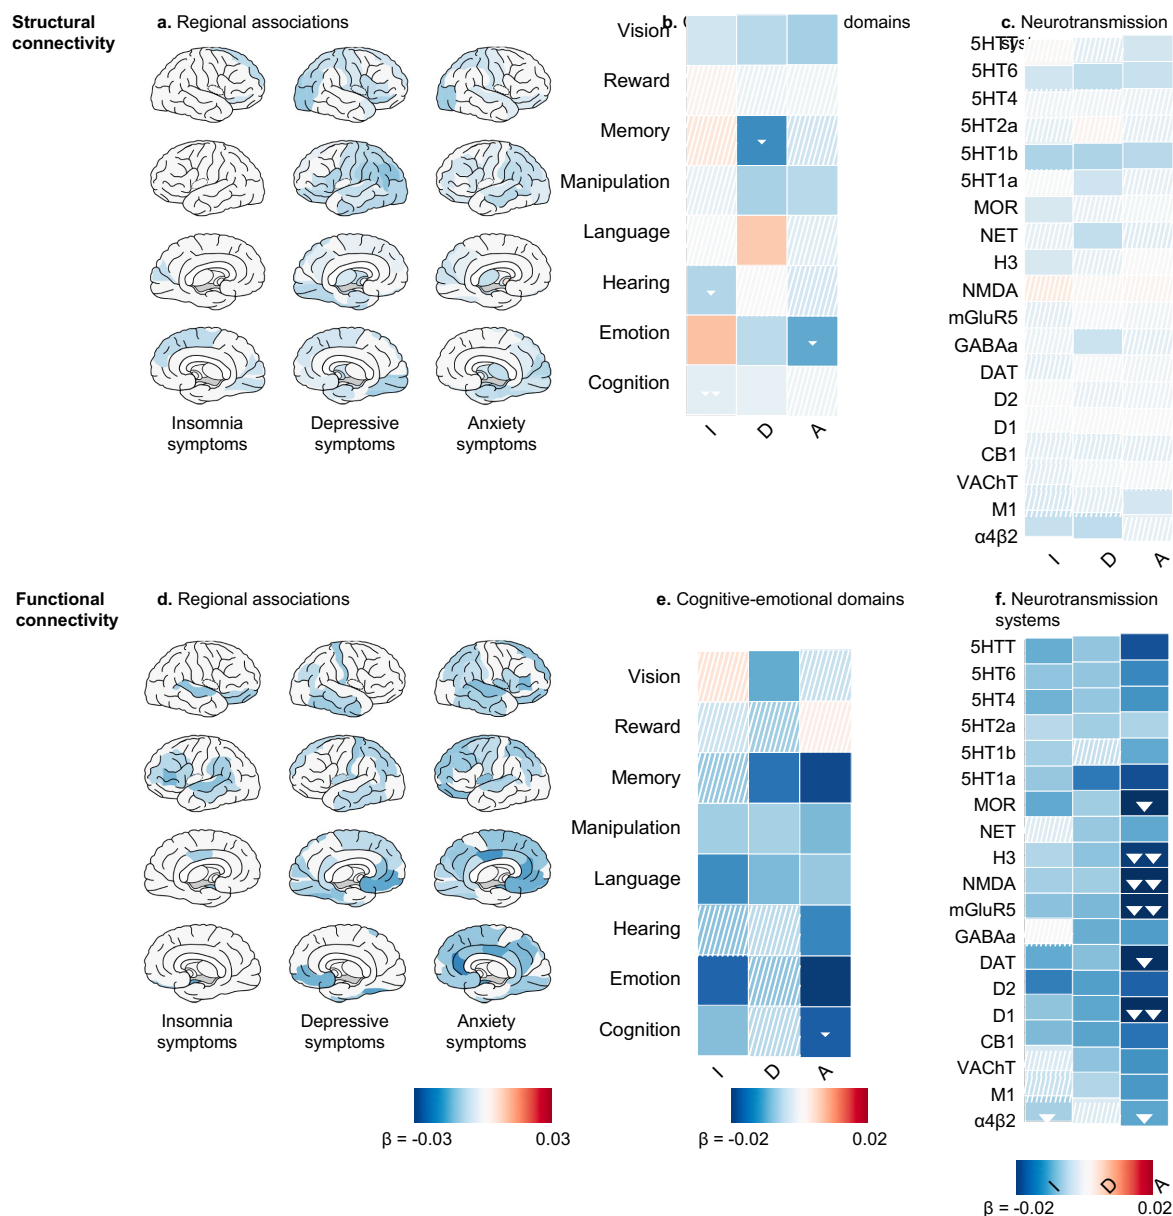 Structural
connectivity
a. Regional associations
Insomnia
symptoms
Depressive
symptoms
Anxiety
symptoms
b. C
domains
Vision
Reward
Memory
Manipulation
Language
Hearing
Emotion
Cognition
I
D
A
c. Neurotransmission
5HTT
5HT6
5HT4
5HT2a
5HT1b
5HT1a
MOR
NET
H3
NMDA
mGluR5
GABAa
DAT
D2
D1
CB1
VAChT
M1
α4β2
I
D
A
Functional
connectivity
d. Regional associations
Insomnia
symptoms
Depressive
symptoms
Anxiety
symptoms
β = -0.03
0.03
e. Cognitive-emotional domains
Vision
Reward
Memory
Manipulation
Language
Hearing
Emotion
Cognition
I
D
A
β = -0.02
0.02
f. Neurotransmission
systems
5HTT
5HT6
5HT4
5HT2a
5HT1b
5HT1a
MOR
NET
H3
NMDA
mGluR5
GABAa
DAT
D2
D1
CB1
VAChT
M1
α4β2
I
D
A
β = -0.02
0.02